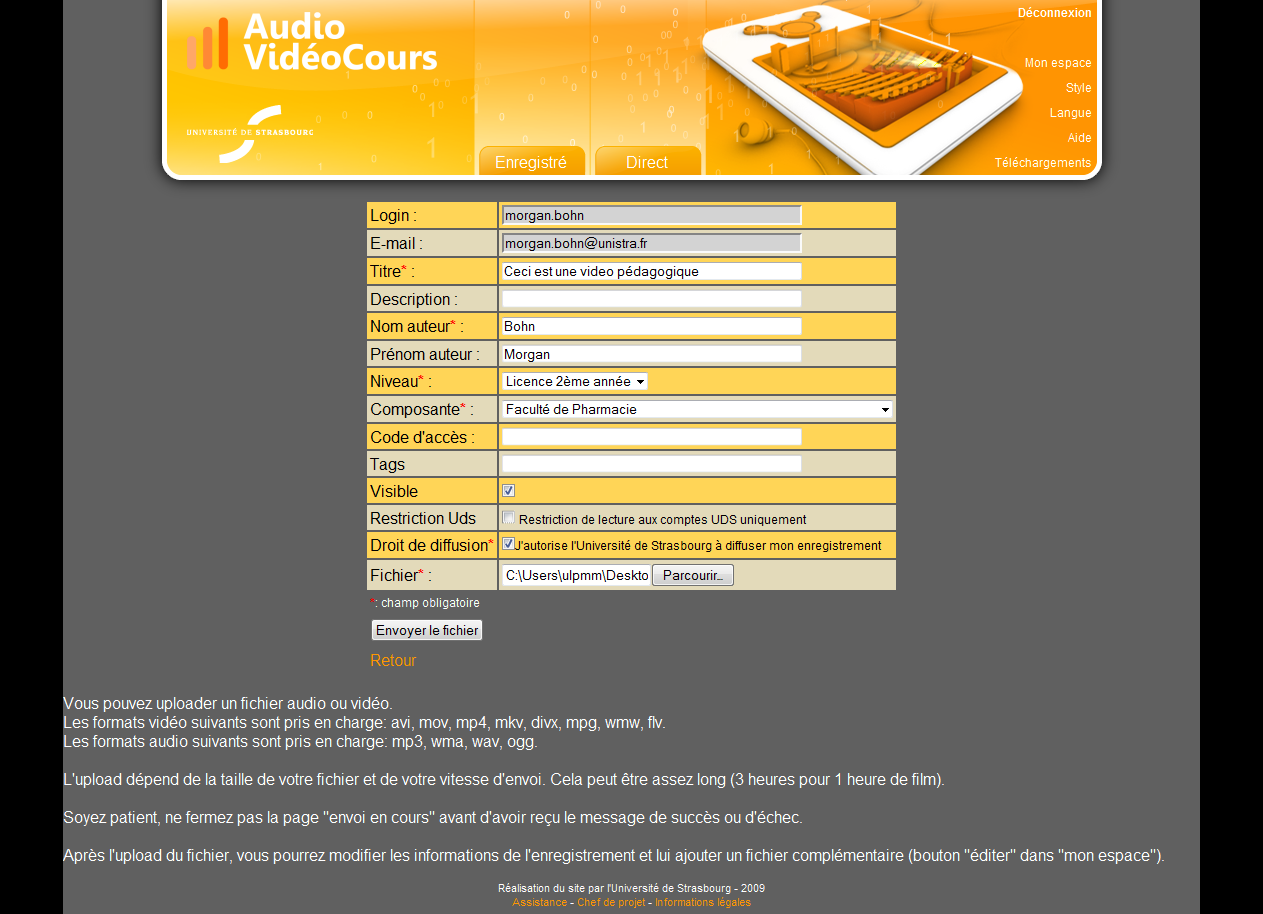 Audio
VidéoCours
UNIVERSITÉ DE STRASBOURG
Enregistré
Direct
Déconnexion
Mon espace
Style
Langue
Aide
Téléchargements
Login : morgan.bohn
E-mail : morgan.bohn@unistra.fr
Titre* : Ceci est une video pédagogique
Description :
Nom auteur* : Bohn
Prénom auteur : Morgan
Niveau* : Licence 2ème année
Composante* : Faculté de Pharmacie
Code d'accès :
Tags
Visible
Restriction Uds Restriction de lecture aux comptes UDS uniquement
Droit de diffusion* J'autorise l'Université de Strasbourg à diffuser mon enregistrement
Fichier* : C:\Users\ulpmm\Deskto Parcourir...
*: champ obligatoire
Envoyer le fichier
Retour
Vous pouvez uploader un fichier audio ou vidéo.
Les formats vidéo suivants sont pris en charge: avi, mov, mp4, mkv, divx, mpg, wmw, flv.
Les formats audio suivants sont pris en charge: mp3, wma, wav, ogg.
L'upload dépend de la taille de votre fichier et de votre vitesse d'envoi. Cela peut être assez long (3 heures pour 1 heure de film).
Soyez patient, ne fermez pas la page "envoi en cours" avant d'avoir reçu le message de succès ou d'échec.
Après l'upload du fichier, vous pourrez modifier les informations de l'enregistrement et lui ajouter un fichier complémentaire (bouton "éditer" dans "mon espace").
Réalisation du site par l'Université de Strasbourg - 2009
Assistance - Chef de projet - Informations légales